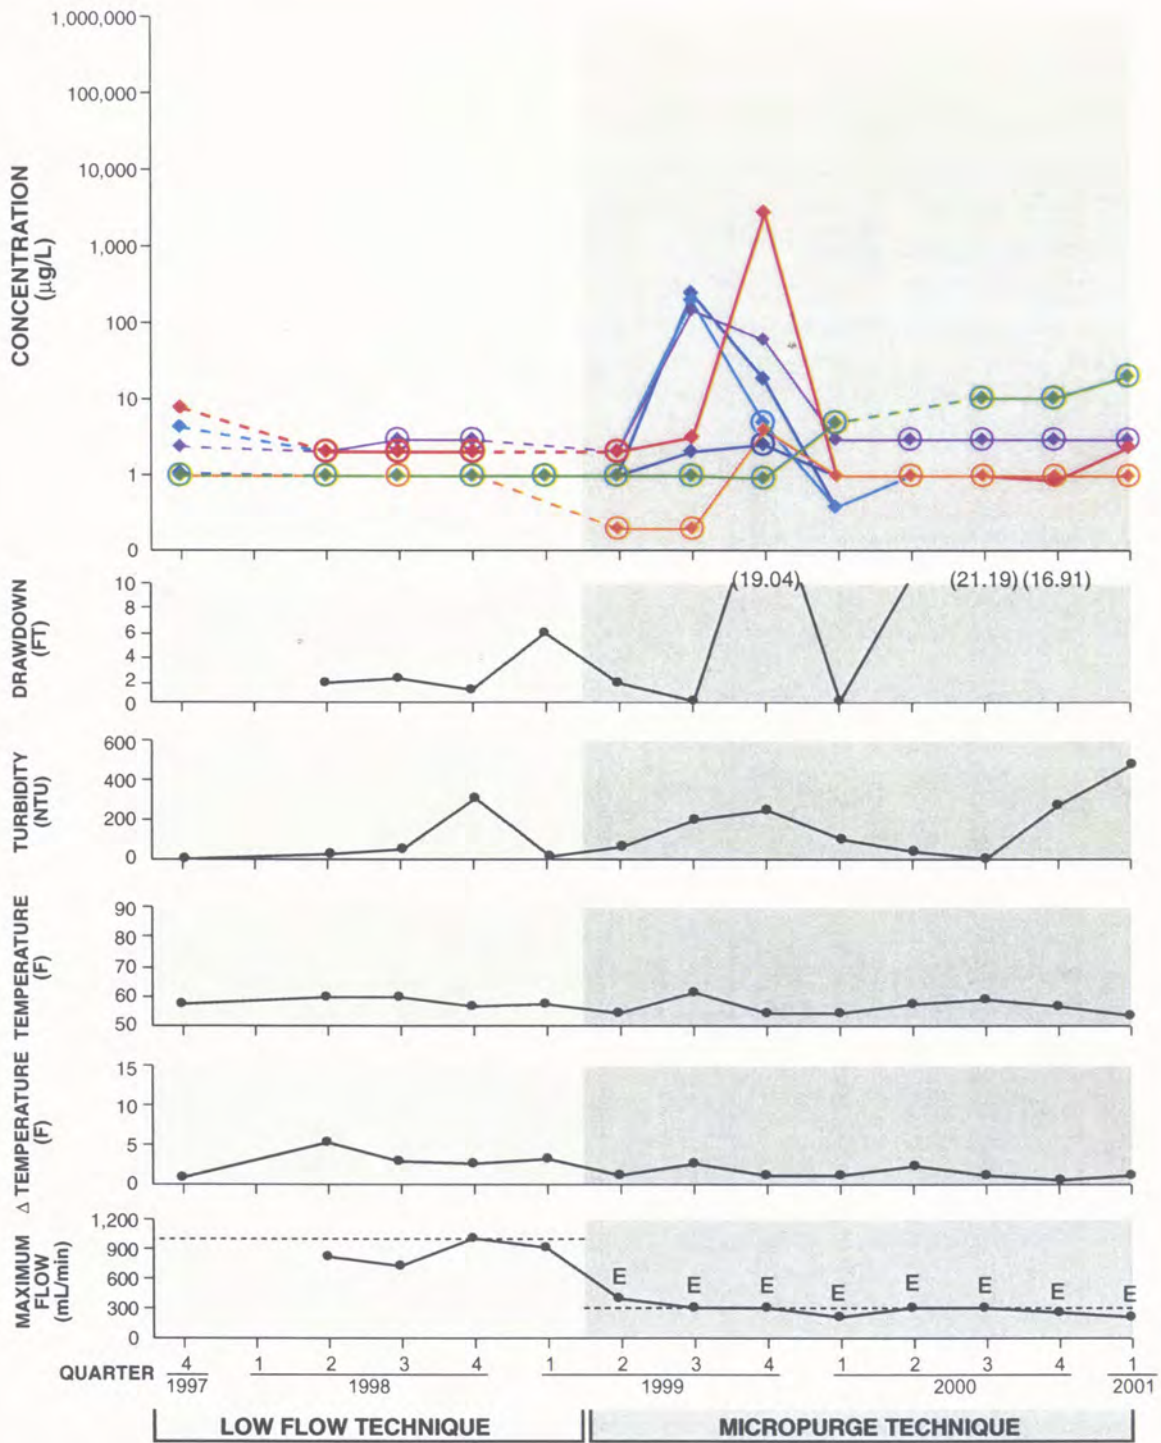 1,000,000
100,000
10,000
1,000
100
10
1
0
CONCENTRATION
(µg/L)
(19.04)
(21.19)
(16.91)
10
8
6
4
2
0
DRAWDOWN
(FT)
600
400
200
0
TURBIDITY
(NTU)
90
80
70
60
50
TEMPERATURE
(F)
15
10
5
0
Δ TEMPERATURE
(F)
1,200
900
600
300
0
MAXIMUM
FLOW
(mL/min)
E E E E E E E E
QUARTER 4 1 2 3 4 1 2 3 4 1 2 3 4 1
1997 1998 1999 2000 2001
LOW FLOW TECHNIQUE MICROPURGE TECHNIQUE